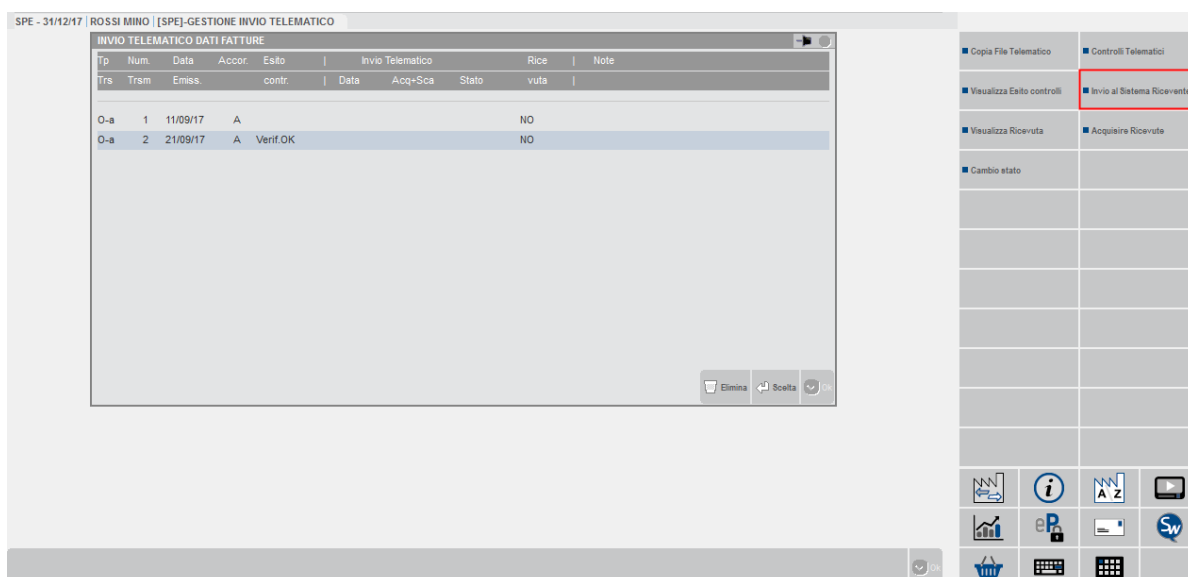 SPE - 31/12/17 | ROSSI MINO | [SPE]-GESTIONE INVIO TELEMATICO
INVIO TELEMATICO DATI FATTURE
Tp Num. Data Accor. Esito | Invio Telematico Rice | Note
Trs Trsm Emiss. contr. | Data Acq+Sca Stato vuta |
O-a 1 11/09/17 A NO
O-a 2 21/09/17 A Verif.OK NO
Elimina Scelta Ok
Copia File Telematico Controlli Telematici
Visualizza Esito controlli Invio al Sistema Ricevente
Visualizza Ricevuta Acquisire Ricevute
Cambio stato
i A Z
eP Sw
Ok